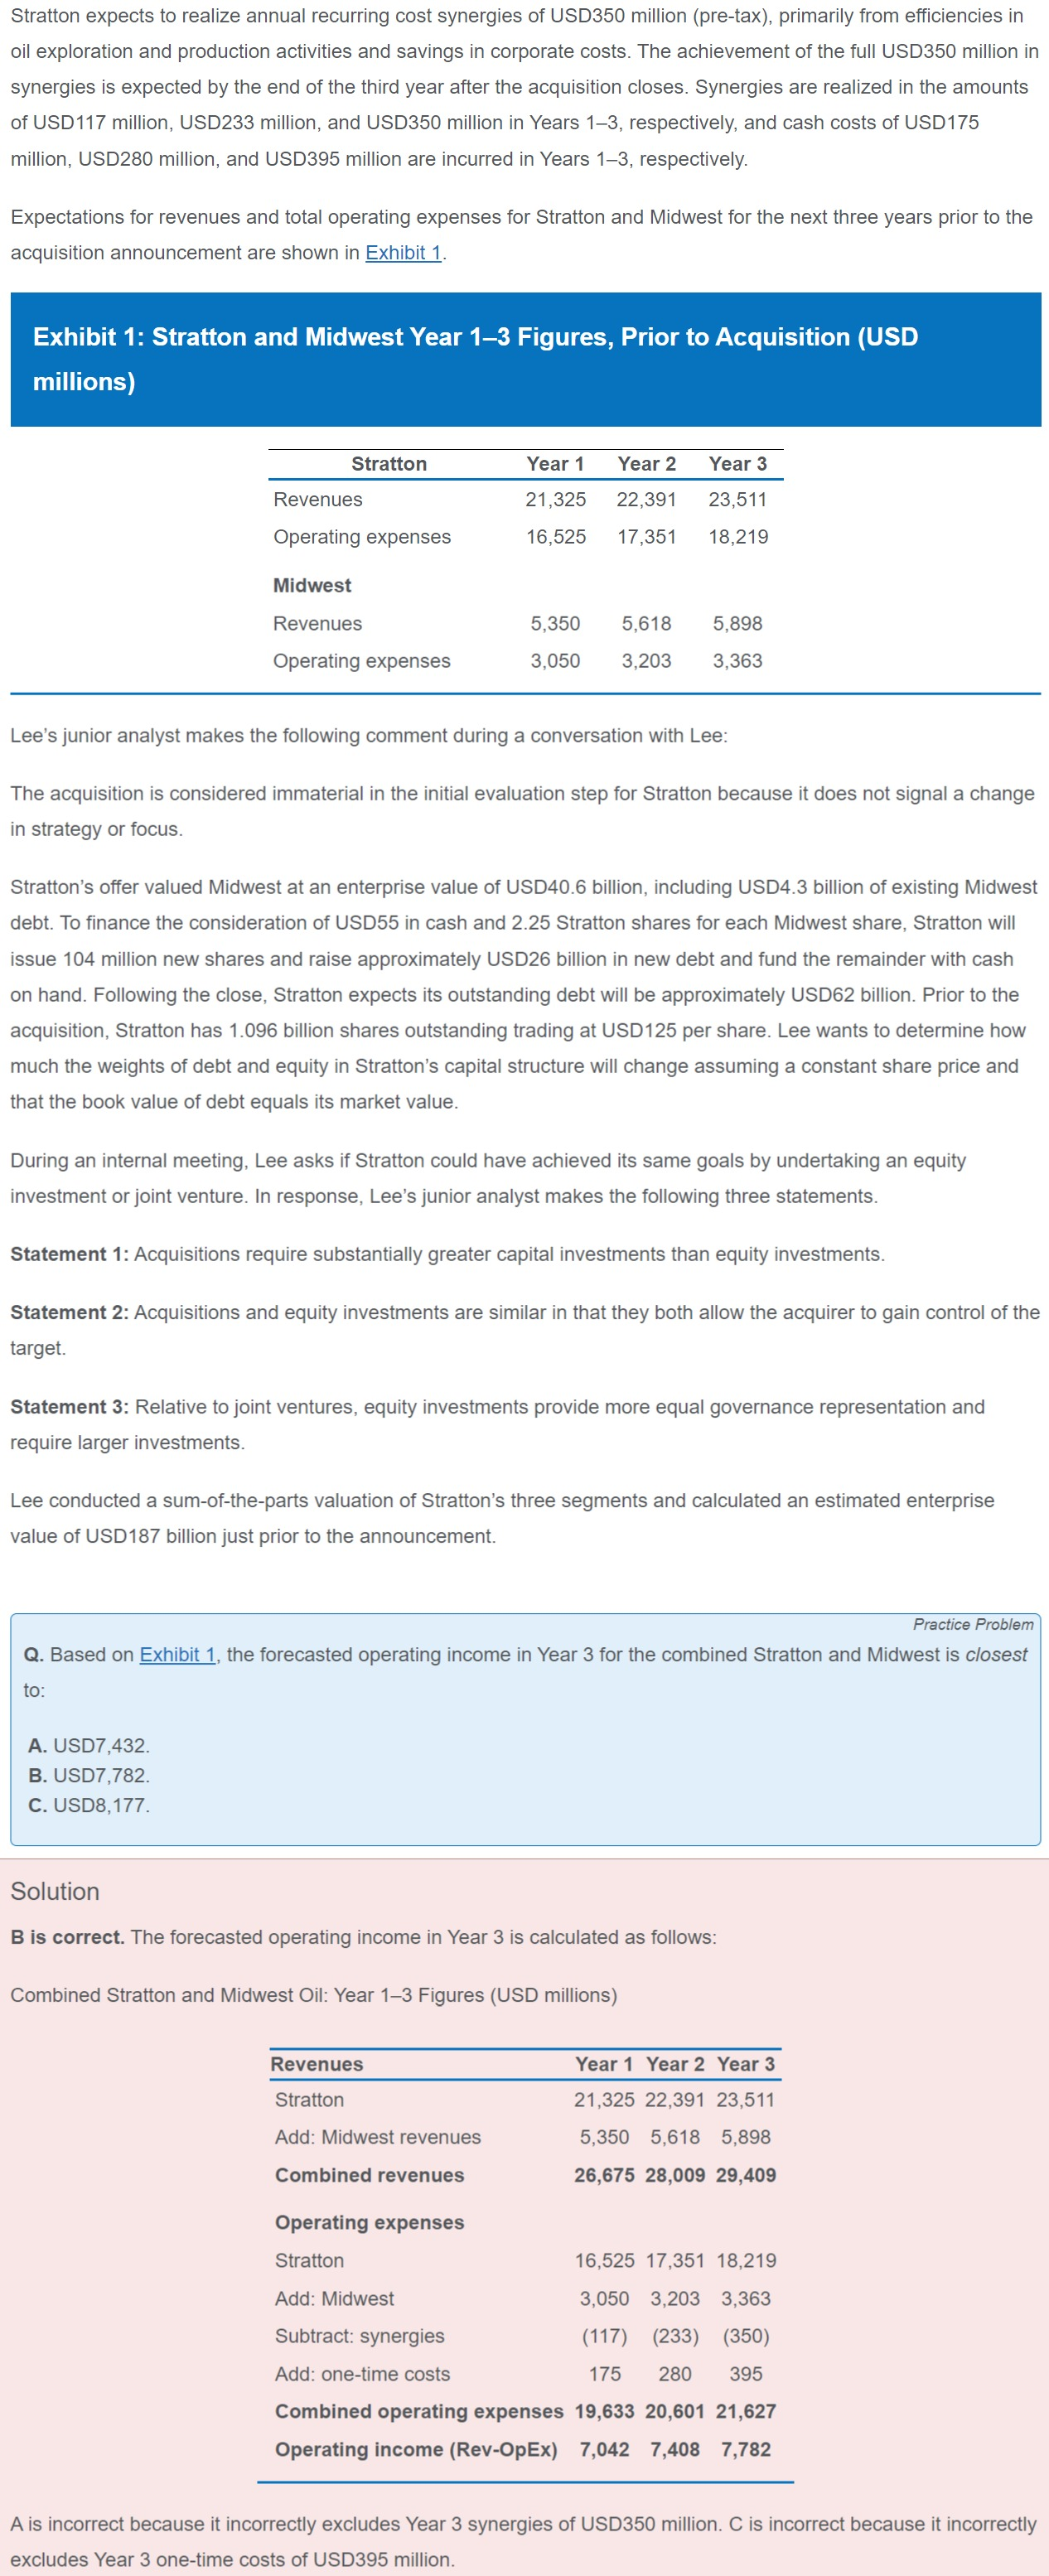 Stratton expects to realize annual recurring cost synergies of USD350 million (pre-tax), primarily from efficiencies in
oil exploration and production activities and savings in corporate costs. The achievement of the full USD350 million in
synergies is expected by the end of the third year after the acquisition closes. Synergies are realized in the amounts
of USD117 million, USD233 million, and USD350 million in Years 1–3, respectively, and cash costs of USD175
million, USD280 million, and USD395 million are incurred in Years 1–3, respectively.
Expectations for revenues and total operating expenses for Stratton and Midwest for the next three years prior to the
acquisition announcement are shown in Exhibit 1.
Exhibit 1: Stratton and Midwest Year 1–3 Figures, Prior to Acquisition (USD
millions)
Stratton Year 1 Year 2 Year 3
Revenues 21,325 22,391 23,511
Operating expenses 16,525 17,351 18,219
Midwest
Revenues 5,350 5,618 5,898
Operating expenses 3,050 3,203 3,363
Lee’s junior analyst makes the following comment during a conversation with Lee:
The acquisition is considered immaterial in the initial evaluation step for Stratton because it does not signal a change
in strategy or focus.
Stratton’s offer valued Midwest at an enterprise value of USD40.6 billion, including USD4.3 billion of existing Midwest
debt. To finance the consideration of USD55 in cash and 2.25 Stratton shares for each Midwest share, Stratton will
issue 104 million new shares and raise approximately USD26 billion in new debt and fund the remainder with cash
on hand. Following the close, Stratton expects its outstanding debt will be approximately USD62 billion. Prior to the
acquisition, Stratton has 1.096 billion shares outstanding trading at USD125 per share. Lee wants to determine how
much the weights of debt and equity in Stratton’s capital structure will change assuming a constant share price and
that the book value of debt equals its market value.
During an internal meeting, Lee asks if Stratton could have achieved its same goals by undertaking an equity
investment or joint venture. In response, Lee’s junior analyst makes the following three statements.
Statement 1: Acquisitions require substantially greater capital investments than equity investments.
Statement 2: Acquisitions and equity investments are similar in that they both allow the acquirer to gain control of the
target.
Statement 3: Relative to joint ventures, equity investments provide more equal governance representation and
require larger investments.
Lee conducted a sum-of-the-parts valuation of Stratton’s three segments and calculated an estimated enterprise
value of USD187 billion just prior to the announcement.
Practice Problem
Q. Based on Exhibit 1, the forecasted operating income in Year 3 for the combined Stratton and Midwest is closest
to:
A. USD7,432.
B. USD7,782.
C. USD8,177.
Solution
B is correct. The forecasted operating income in Year 3 is calculated as follows:
Combined Stratton and Midwest Oil: Year 1–3 Figures (USD millions)
Revenues Year 1 Year 2 Year 3
Stratton 21,325 22,391 23,511
Add: Midwest revenues 5,350 5,618 5,898
Combined revenues 26,675 28,009 29,409
Operating expenses
Stratton 16,525 17,351 18,219
Add: Midwest 3,050 3,203 3,363
Subtract: synergies (117) (233) (350)
Add: one-time costs 175 280 395
Combined operating expenses 19,633 20,601 21,627
Operating income (Rev-OpEx) 7,042 7,408 7,782
A is incorrect because it incorrectly excludes Year 3 synergies of USD350 million. C is incorrect because it incorrectly
excludes Year 3 one-time costs of USD395 million.